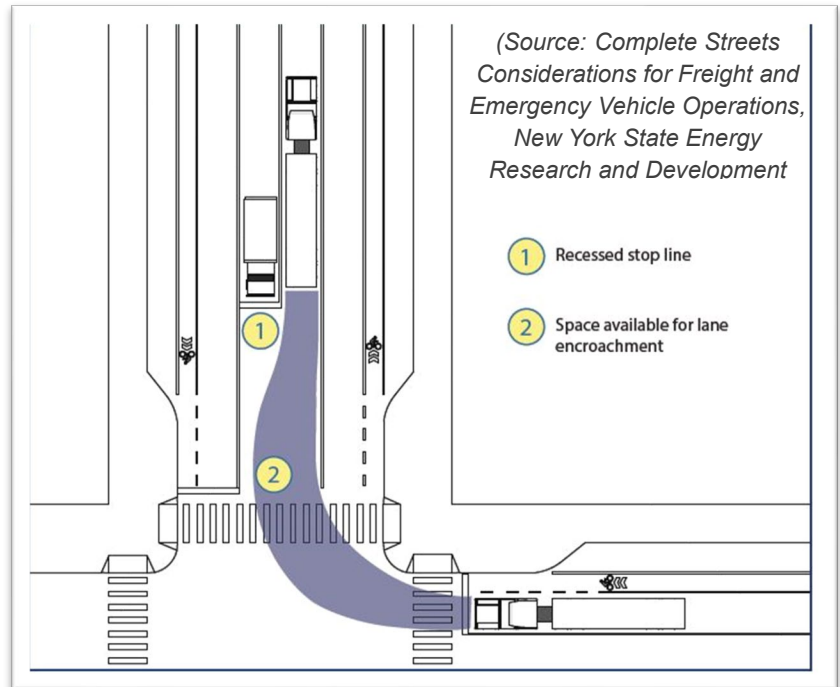 (Source: Complete Streets
Considerations for Freight and
Emergency Vehicle Operations,
New York State Energy
Research and Development
1 Recessed stop line
2 Space available for lane
encroachment
1
2